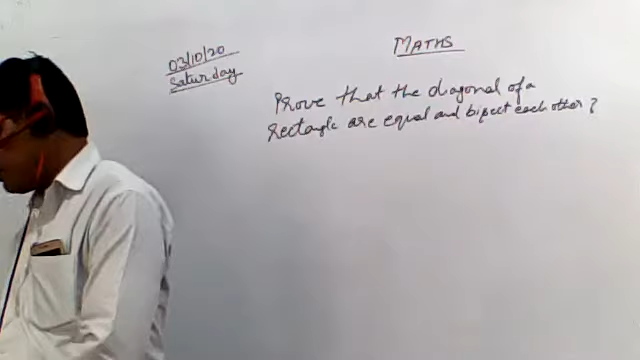 03/10/20
Saturday
MATHS
Prove that the diagonal of a
rectangle are equal and bisect each other ?